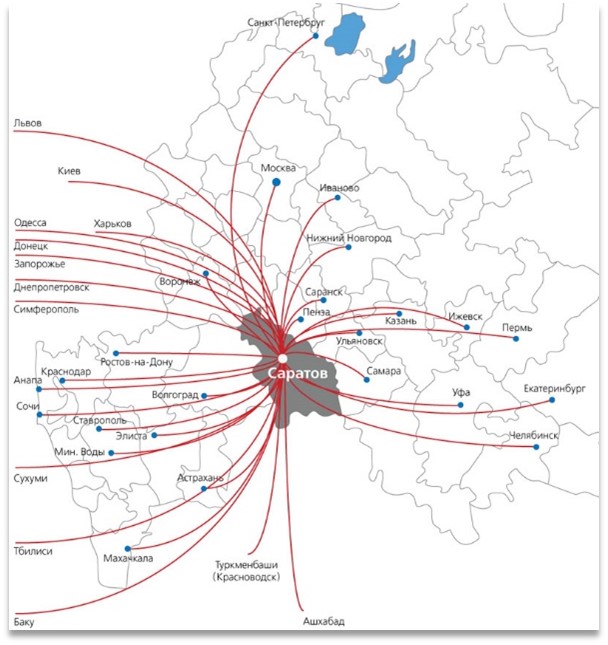 Санкт-Петербруг
Львов
Москва
Киев
Иваново
Одесса
Харьков
Нижний Новгород
Донецк
Запорожье
Воронеж
Днепропетровск
Саранск
Симферополь
Пенза
Казань
Ижевск
Пермь
Ульяновск
Ростов-на-Дону
Саратов
Самара
Краснодар
Анапа
Волгоград
Уфа
Екатеринбург
Сочи
Ставрополь
Элиста
Челябинск
Мин. Воды
Сухуми
Астрахань
Тбилиси
Махачкала
Туркменбаши
(Красноводск)
Баку
Ашхабад